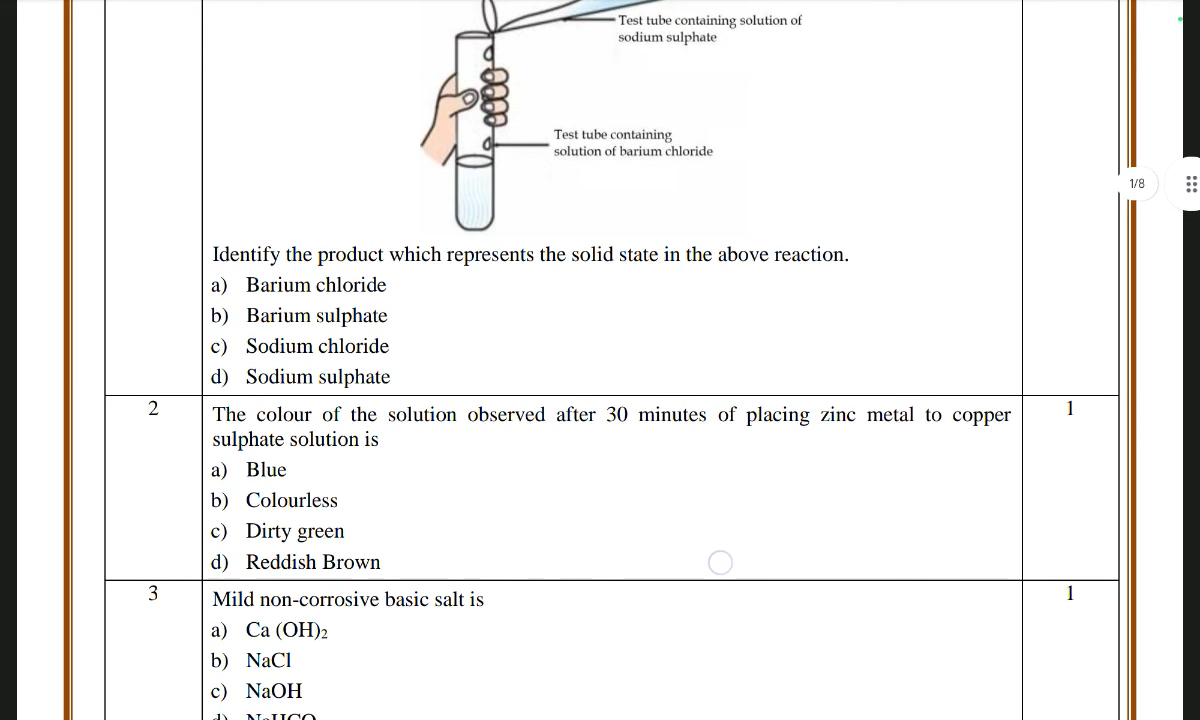 Test tube containing solution of
sodium sulphate
Test tube containing
solution of barium chloride
1/8
Identify the product which represents the solid state in the above reaction.
a) Barium chloride
b) Barium sulphate
c) Sodium chloride
d) Sodium sulphate
2 The colour of the solution observed after 30 minutes of placing zinc metal to copper 1
sulphate solution is
a) Blue
b) Colourless
c) Dirty green
d) Reddish Brown
3 Mild non-corrosive basic salt is 1
a) Ca (OH)₂
b) NaCl
c) NaOH
d) NaHCO